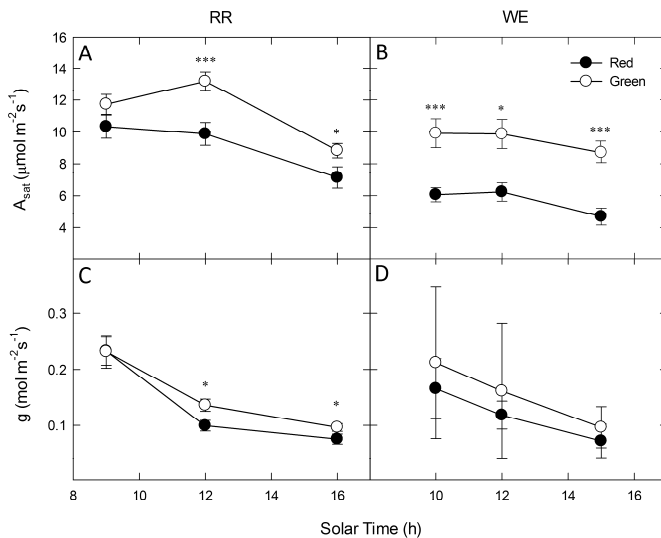 RR
WE
A
B
C
D
Red
Green
16
14
12
10
8
6
4
A_sat (μmol m⁻² s⁻¹)
***
*
***
*
***
0.3
0.2
0.1
g (mol m⁻² s⁻¹)
*
*
8 10 12 14 16
10 12 14 16
Solar Time (h)